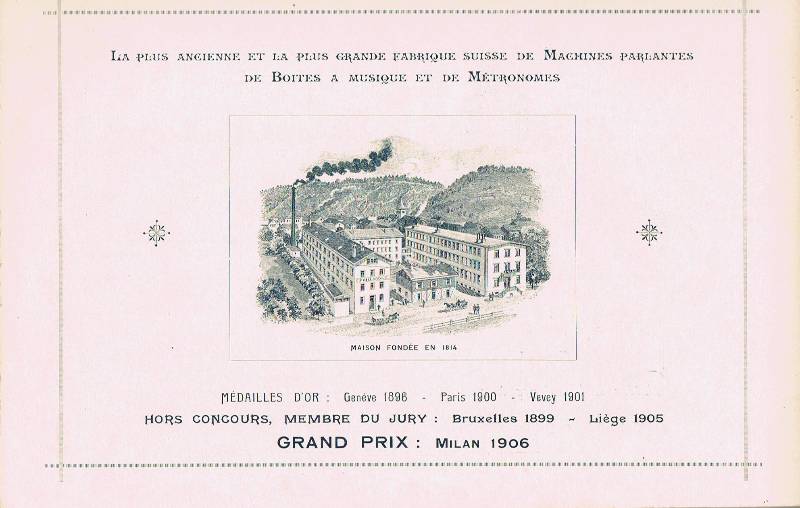 La plus ancienne et la plus grande fabrique suisse de Machines parlantes
de Boites a musique et de Métronomes
MAISON FONDÉE EN 1814
MÉDAILLES D'OR : Genève 1896 - Paris 1900 - Vevey 1901
HORS CONCOURS, MEMBRE DU JURY : Bruxelles 1899 ~ Liège 1905
GRAND PRIX : MILAN 1906